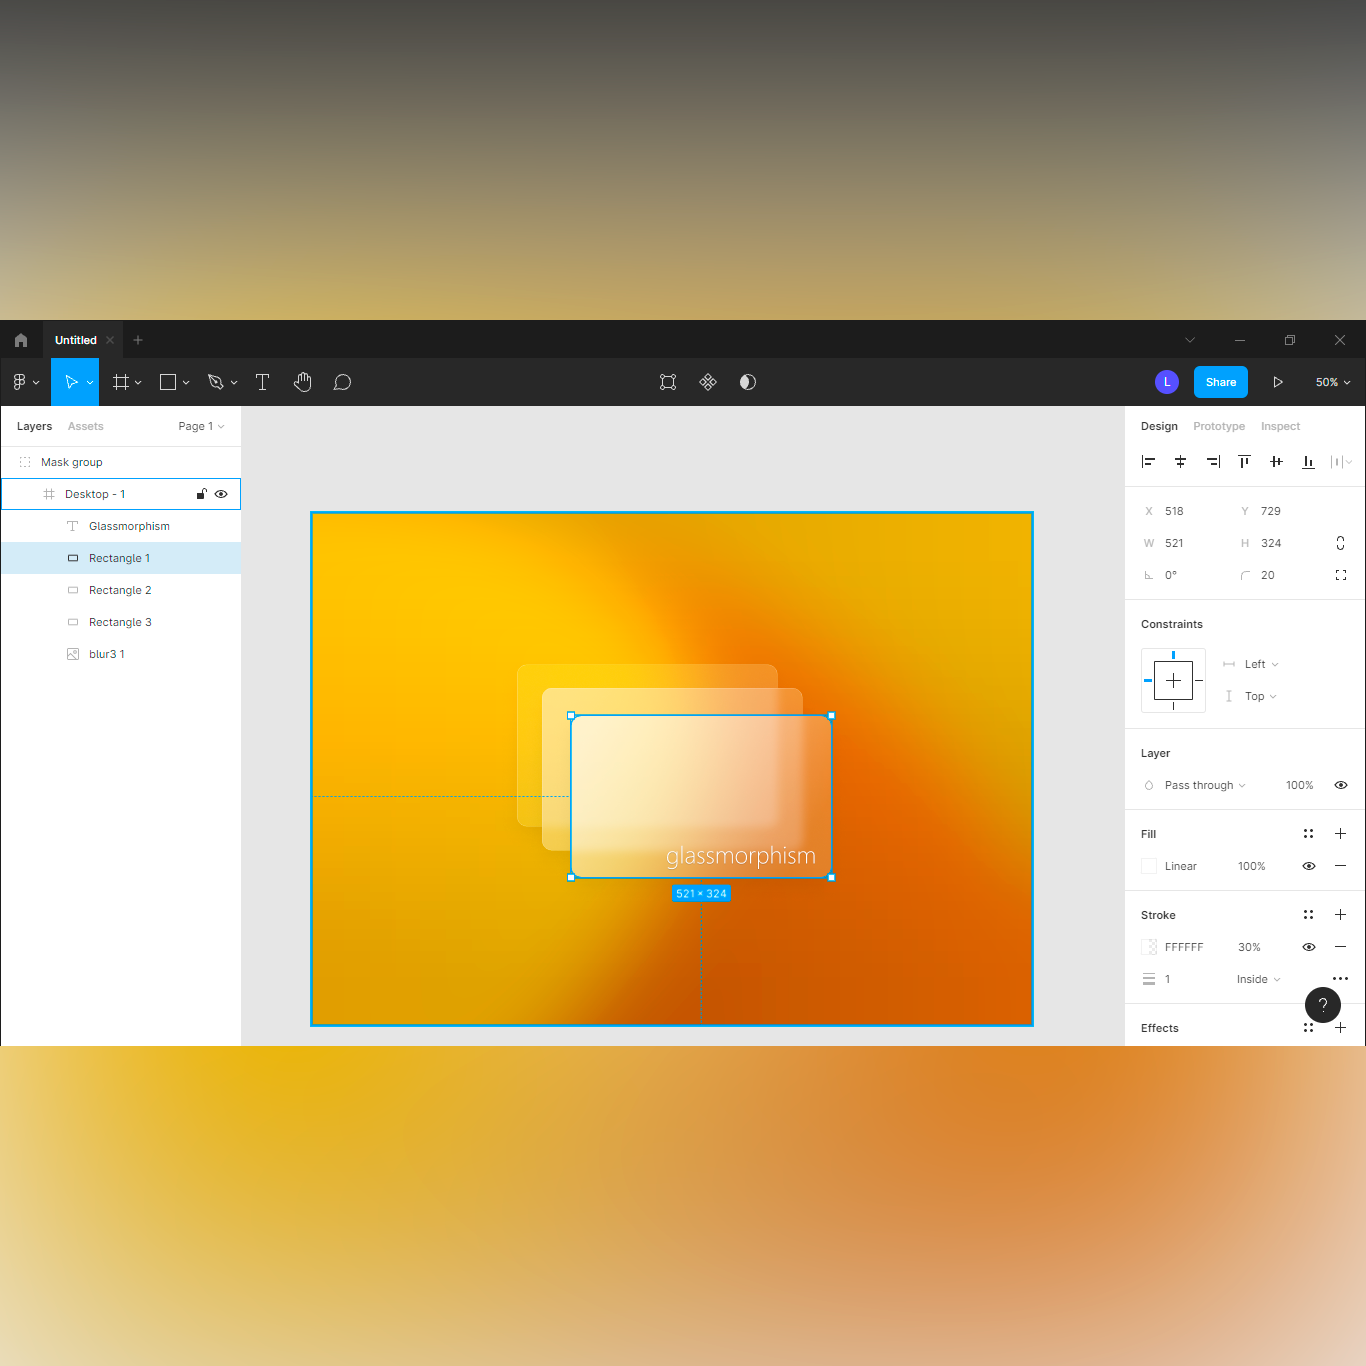 Untitled
L
Share
50%
Layers Assets Page 1
Design Prototype Inspect
Mask group
Desktop - 1
Glassmorphism
Rectangle 1
Rectangle 2
Rectangle 3
blur3 1
glassmorphism
521 × 324
X 518 Y 729
W 521 H 324
0° 20
Constraints
Left
Top
Layer
Pass through 100%
Fill
Linear 100%
Stroke
FFFFFF 30%
1 Inside
?
Effects